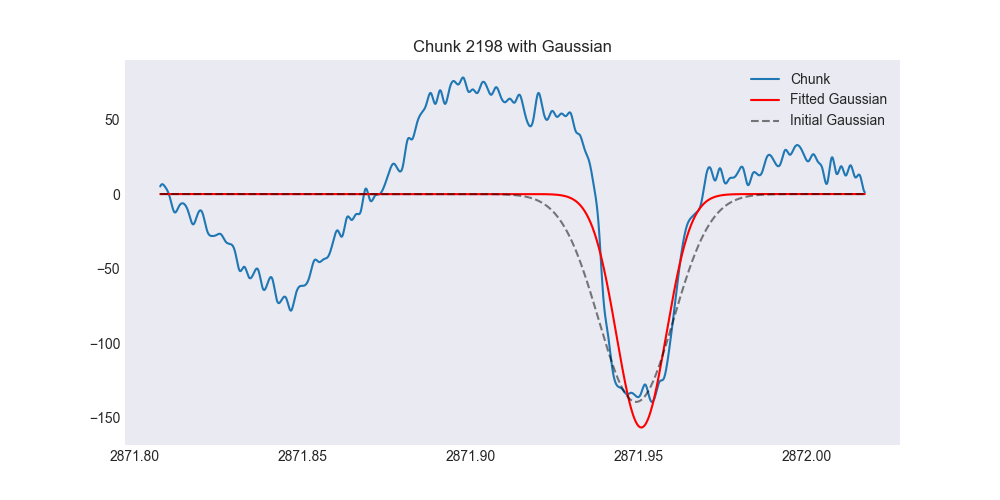 Chunk 2198 with Gaussian
Chunk
Fitted Gaussian
Initial Gaussian
50
0
−50
−100
−150
2871.80 2871.85 2871.90 2871.95 2872.00